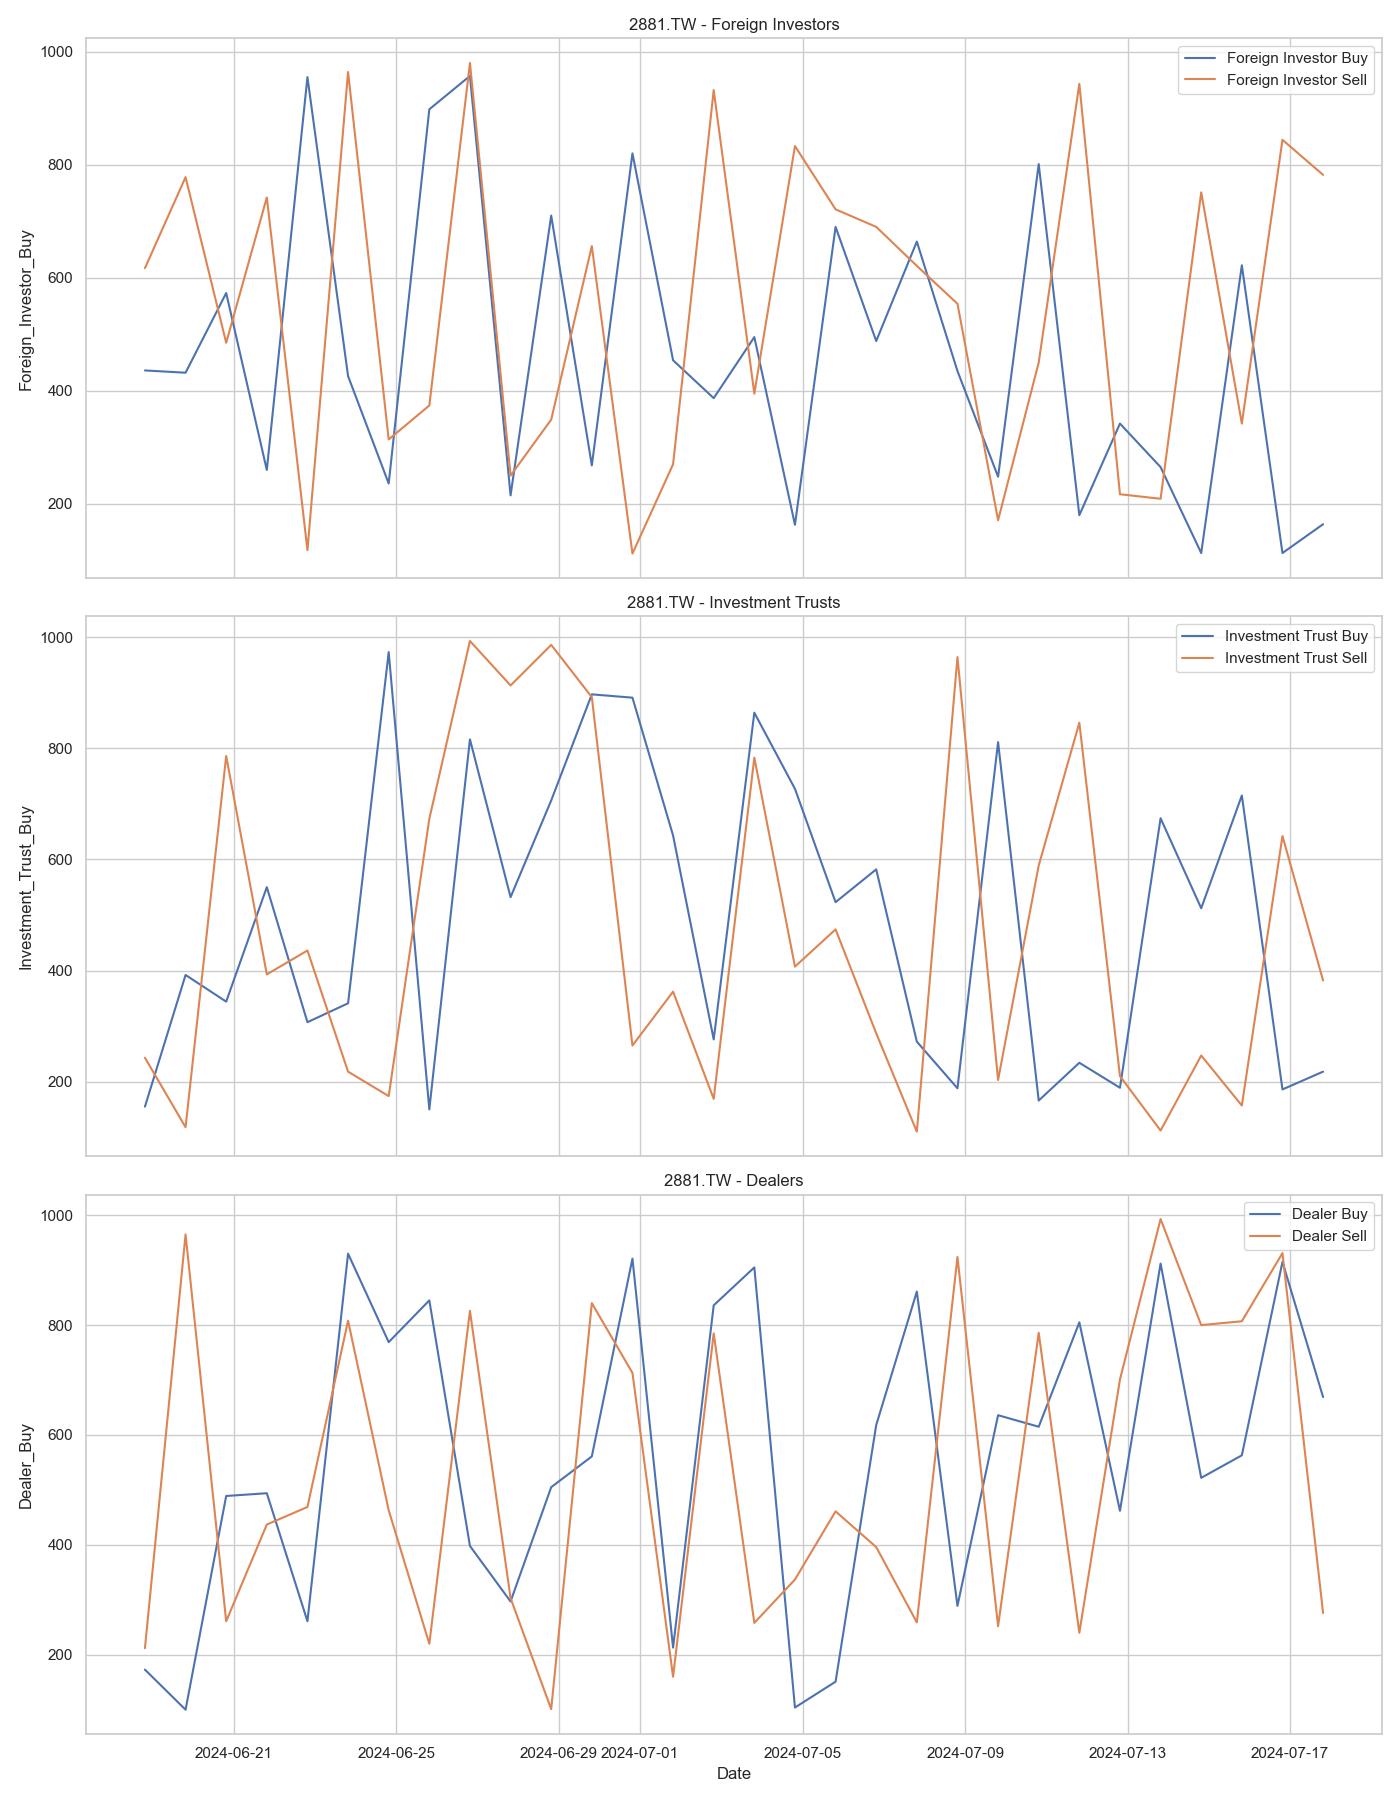 2881.TW - Foreign Investors
Foreign Investor Buy
Foreign Investor Sell
Foreign_Investor_Buy
1000
800
600
400
200
2881.TW - Investment Trusts
Investment Trust Buy
Investment Trust Sell
Investment_Trust_Buy
1000
800
600
400
200
2881.TW - Dealers
Dealer Buy
Dealer Sell
Dealer_Buy
1000
800
600
400
200
2024-06-21 2024-06-25 2024-06-29 2024-07-01 2024-07-05 2024-07-09 2024-07-13 2024-07-17
Date